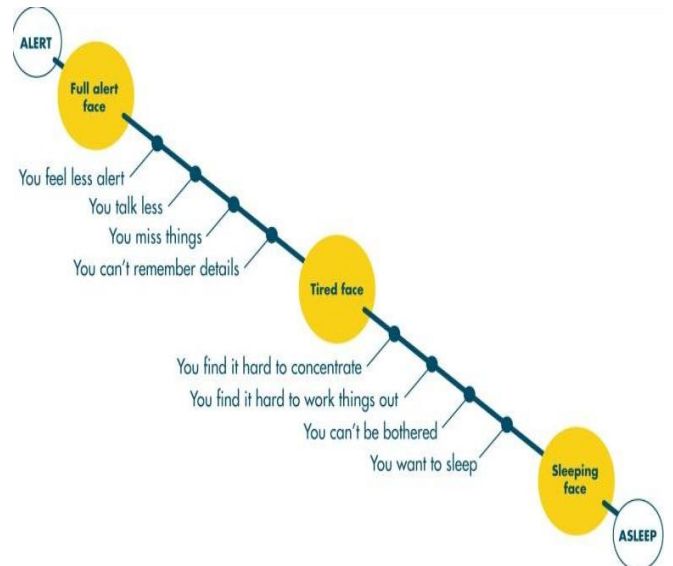 ALERT
Full alert
face
You feel less alert
You talk less
You miss things
You can't remember details
Tired face
You find it hard to concentrate
You find it hard to work things out
You can't be bothered
You want to sleep
Sleeping
face
ASLEEP